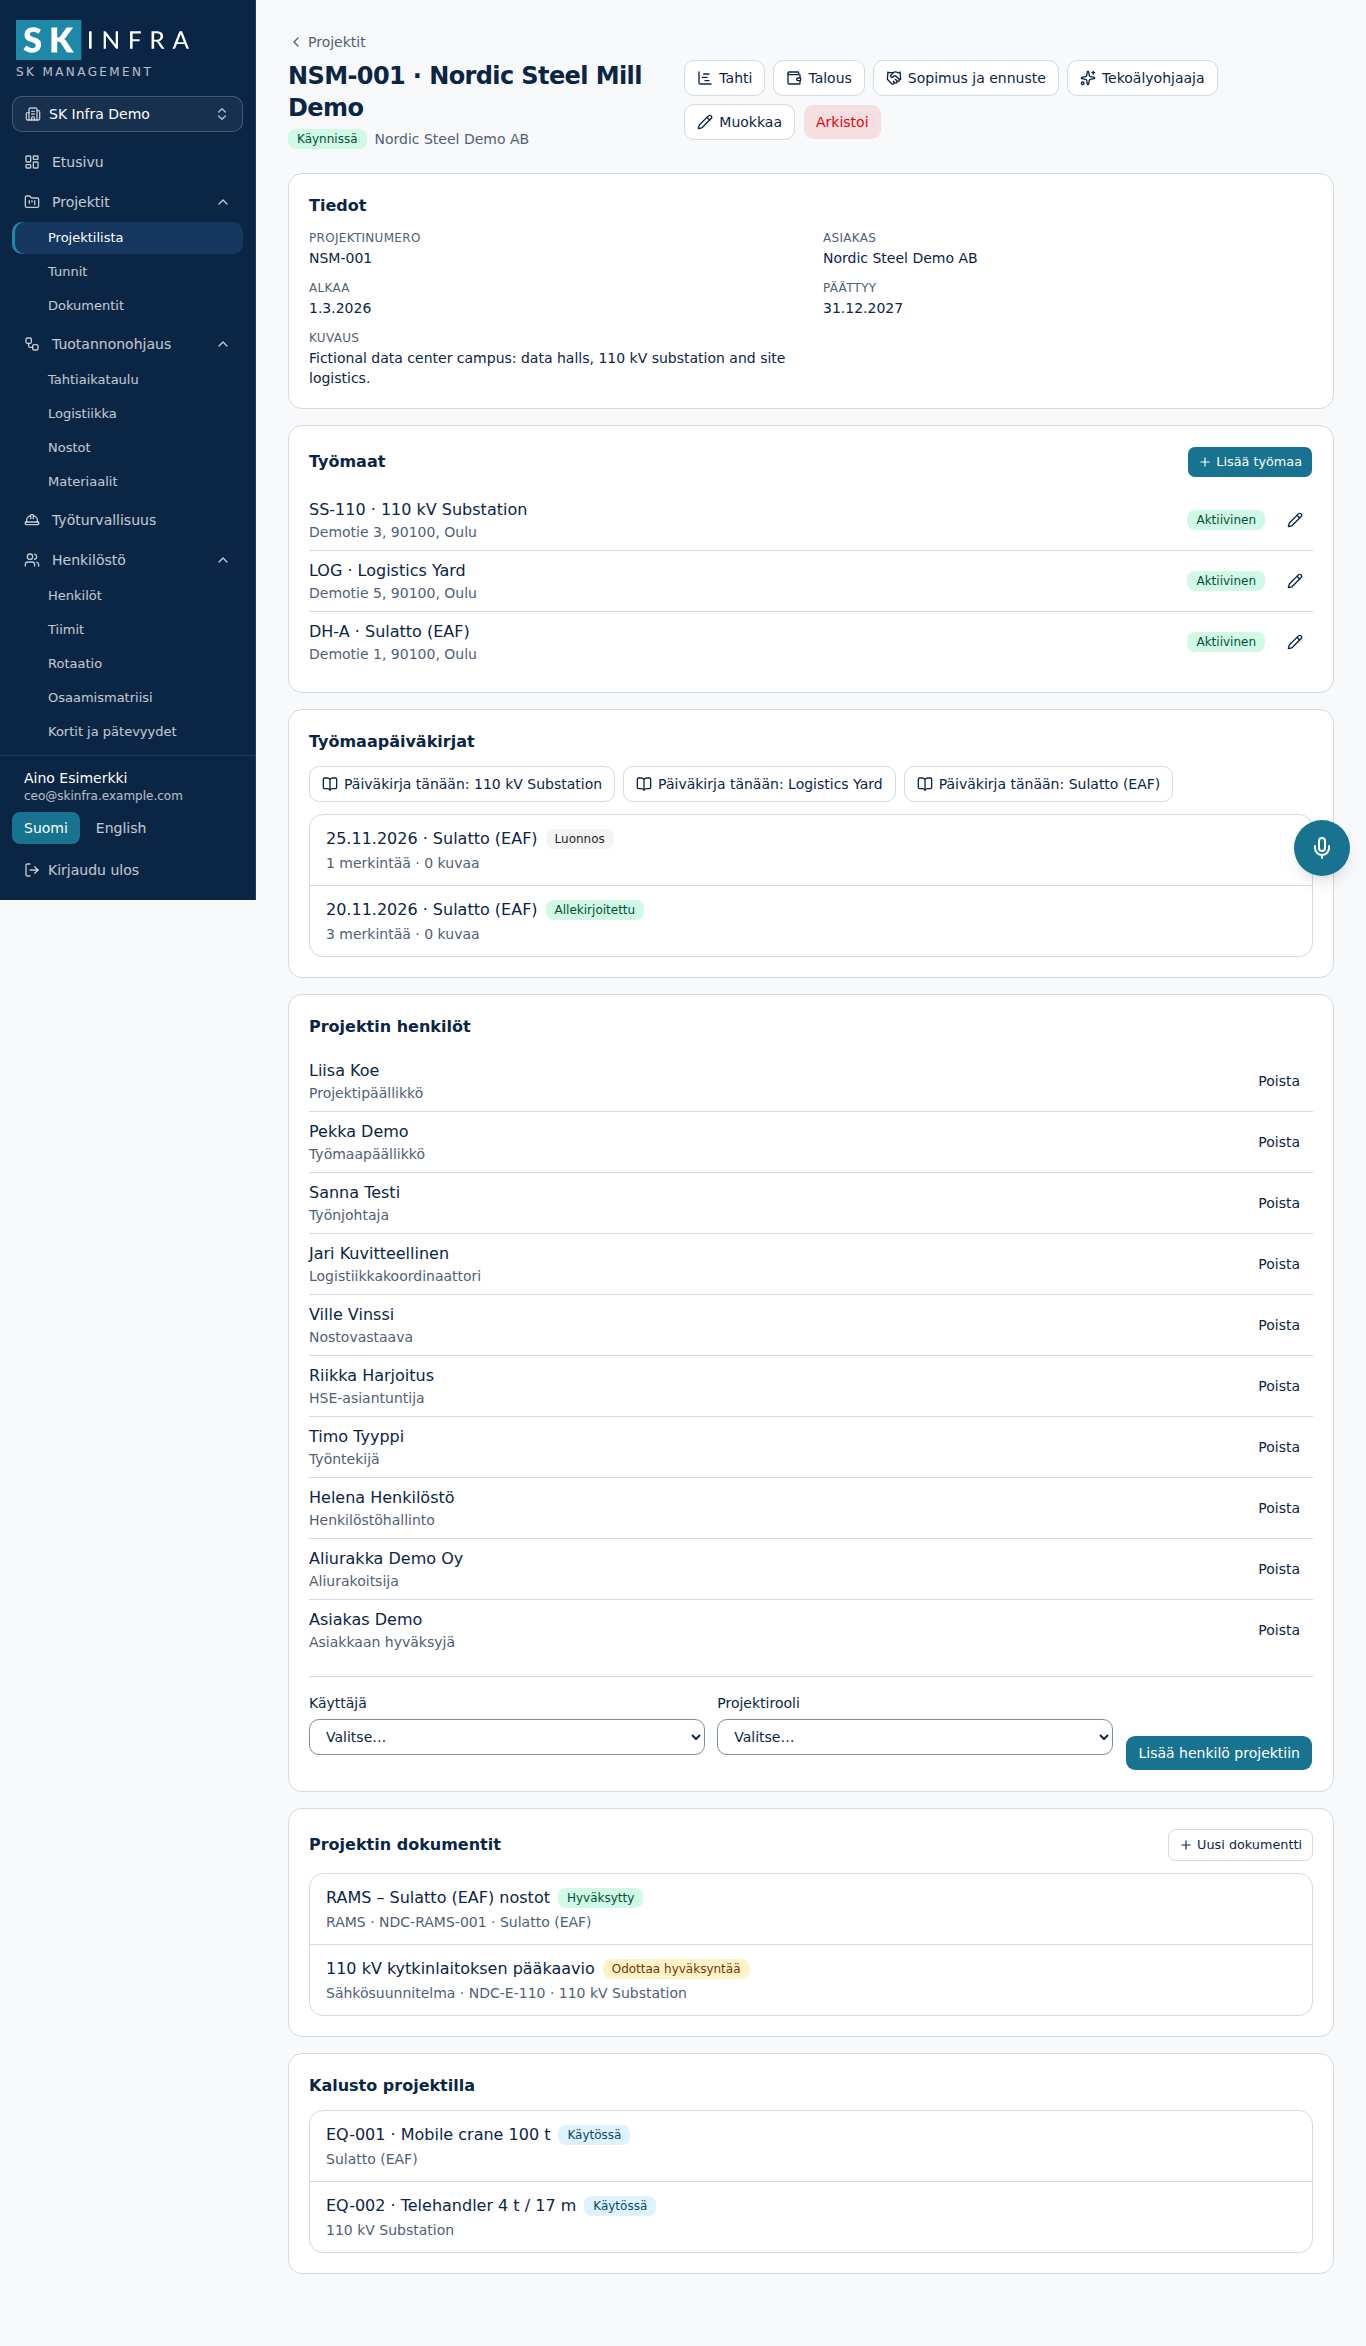 SK INFRA
SK MANAGEMENT
SK Infra Demo
Etusivu
Projektit
Projektilista
Tunnit
Dokumentit
Tuotannonohjaus
Tahtiaikataulu
Logistiikka
Nostot
Materiaalit
Työturvallisuus
Henkilöstö
Henkilöt
Tiimit
Rotaatio
Osaamismatriisi
Kortit ja pätevyydet
Aino Esimerkki
ceo@skinfra.example.com
Suomi English
Kirjaudu ulos
Projektit
NSM-001 · Nordic Steel Mill
Demo
Käynnissä Nordic Steel Demo AB
Tahti Talous Sopimus ja ennuste Tekoälyohjaaja
Muokkaa Arkistoi
Tiedot
PROJEKTINUMERO
NSM-001
ASIAKAS
Nordic Steel Demo AB
ALKAA
1.3.2026
PÄÄTTYY
31.12.2027
KUVAUS
Fictional data center campus: data halls, 110 kV substation and site
logistics.
Työmaat
+ Lisää työmaa
SS-110 · 110 kV Substation
Demotie 3, 90100, Oulu
Aktiivinen
LOG · Logistics Yard
Demotie 5, 90100, Oulu
Aktiivinen
DH-A · Sulatto (EAF)
Demotie 1, 90100, Oulu
Aktiivinen
Työmaapäiväkirjat
Päiväkirja tänään: 110 kV Substation Päiväkirja tänään: Logistics Yard Päiväkirja tänään: Sulatto (EAF)
25.11.2026 · Sulatto (EAF) Luonnos
1 merkintää · 0 kuvaa
20.11.2026 · Sulatto (EAF) Allekirjoitettu
3 merkintää · 0 kuvaa
Projektin henkilöt
Liisa Koe
Projektipäällikkö
Poista
Pekka Demo
Työmaapäällikkö
Poista
Sanna Testi
Työnjohtaja
Poista
Jari Kuvitteellinen
Logistiikkakoordinaattori
Poista
Ville Vinssi
Nostovastaava
Poista
Riikka Harjoitus
HSE-asiantuntija
Poista
Timo Tyyppi
Työntekijä
Poista
Helena Henkilöstö
Henkilöstöhallinto
Poista
Aliurakka Demo Oy
Aliurakoitsija
Poista
Asiakas Demo
Asiakkaan hyväksyjä
Poista
Käyttäjä
Valitse…
Projektirooli
Valitse…
Lisää henkilö projektiin
Projektin dokumentit
+ Uusi dokumentti
RAMS – Sulatto (EAF) nostot Hyväksytty
RAMS · NDC-RAMS-001 · Sulatto (EAF)
110 kV kytkinlaitoksen pääkaavio Odottaa hyväksyntää
Sähkösuunnitelma · NDC-E-110 · 110 kV Substation
Kalusto projektilla
EQ-001 · Mobile crane 100 t Käytössä
Sulatto (EAF)
EQ-002 · Telehandler 4 t / 17 m Käytössä
110 kV Substation